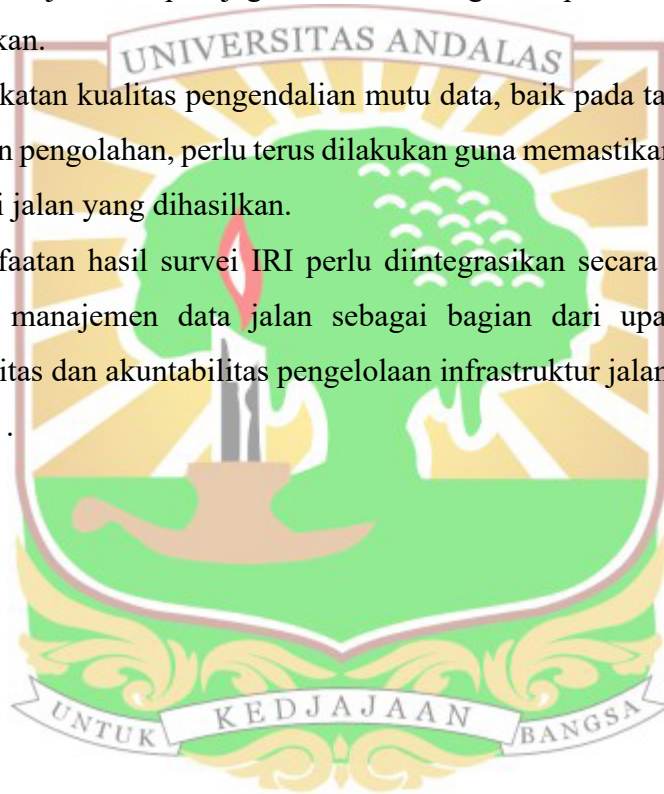 kan.
UNIVERSITAS ANDALAS
katan kualitas pengendalian mutu data, baik pada ta
n pengolahan, perlu terus dilakukan guna memastikan
i jalan yang dihasilkan.
faatan hasil survei IRI perlu diintegrasikan secara
manajemen data jalan sebagai bagian dari upa
itas dan akuntabilitas pengelolaan infrastruktur jalan
.
UNTUK KEDJAJAAN BANGSA